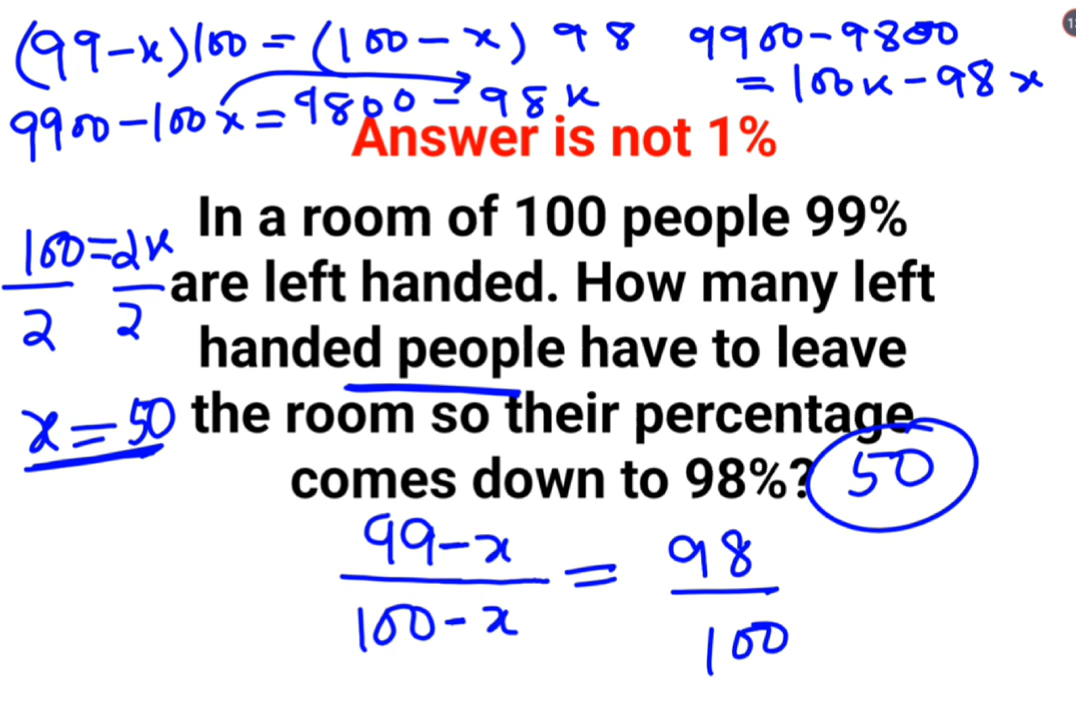 (99-x)100 = (100-x) 98
9900-9800
= 100x-98x
9900-100x = 9800-98x
Answer is not 1%
In a room of 100 people 99%
are left handed. How many left
handed people have to leave
the room so their percentage
comes down to 98%?
100 = 2x
2 2
x = 50
50
99-x = 98
100-x 100